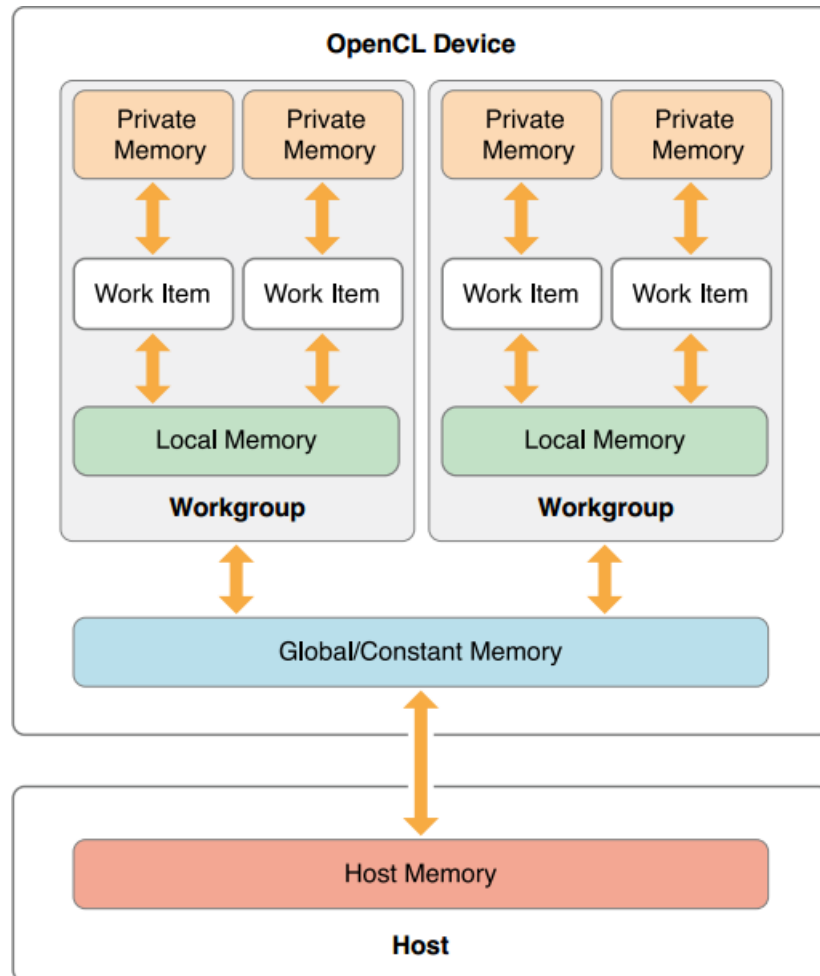 OpenCL Device
Private Memory
Private Memory
Private Memory
Private Memory
Work Item
Work Item
Work Item
Work Item
Local Memory
Local Memory
Workgroup
Workgroup
Global/Constant Memory
Host Memory
Host